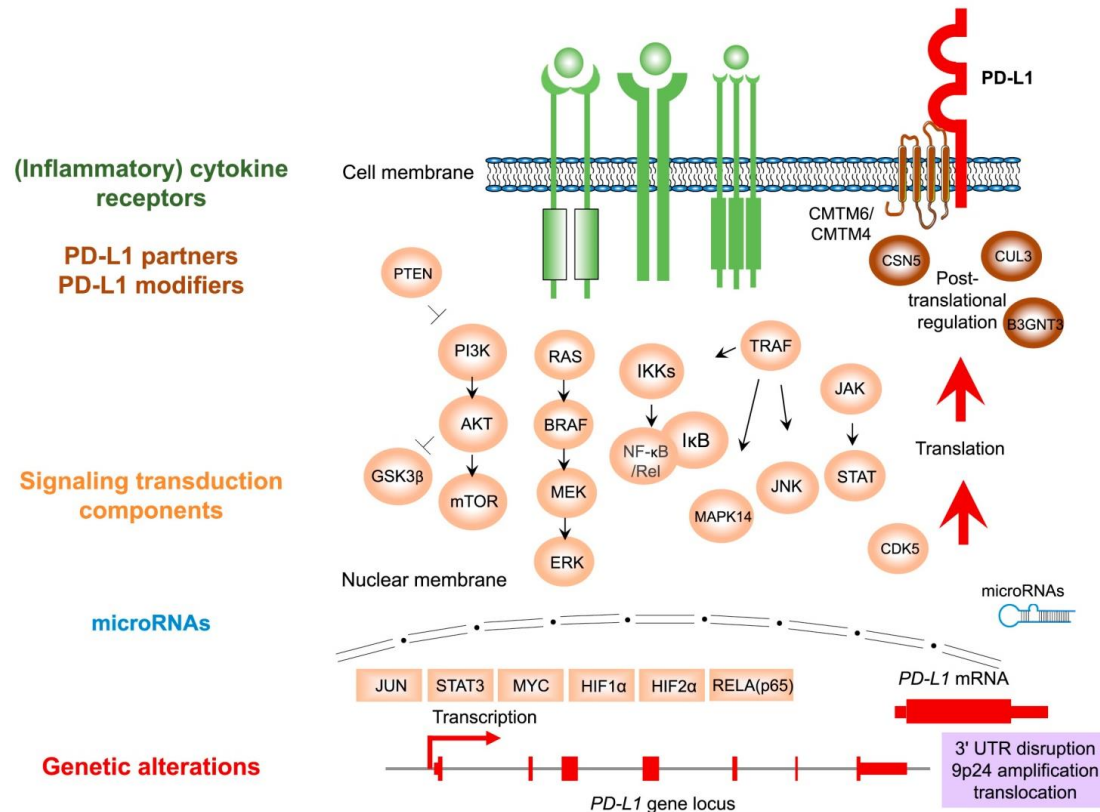 PD-L1
(Inflammatory) cytokine
receptors
Cell membrane
CMTM6/
CMTM4
PD-L1 partners
PD-L1 modifiers
CSN5
CUL3
Post-
translational
regulation
B3GNT3
PTEN
PI3K
RAS
IKKs
TRAF
JAK
AKT
BRAF
NF-κB
/Rel
IκB
Translation
GSK3β
mTOR
MEK
MAPK14
JNK
STAT
Signaling transduction
components
ERK
CDK5
Nuclear membrane
microRNAs
microRNAs
JUN
STAT3
MYC
HIF1α
HIF2α
RELA(p65)
PD-L1 mRNA
Transcription
Genetic alterations
3' UTR disruption
9p24 amplification
translocation
PD-L1 gene locus